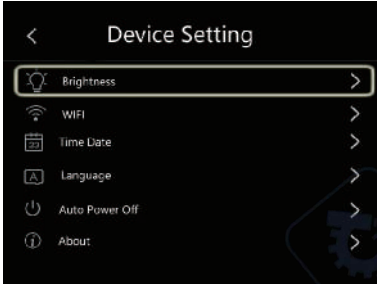 Device Setting
Brightness
WIFI
Time Date
Language
Auto Power Off
About